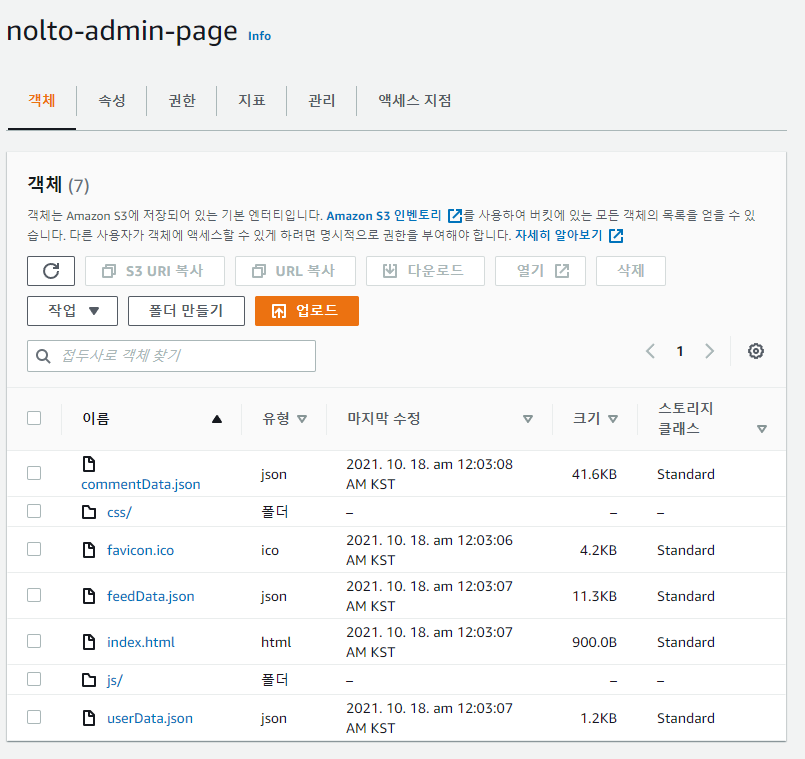 nolto-admin-page Info
객체 속성 권한 지표 관리 액세스 지점
객체 (7)
객체는 Amazon S3에 저장되어 있는 기본 엔터티입니다. Amazon S3 인벤토리 를 사용하여 버킷에 있는 모든 객체의 목록을 얻을 수 있
습니다. 다른 사용자가 객체에 액세스할 수 있게 하려면 명시적으로 권한을 부여해야 합니다. 자세히 알아보기
S3 URI 복사 URL 복사 다운로드 열기 삭제
작업 폴더 만들기 업로드
접두사로 객체 찾기 1
이름 유형 마지막 수정 크기 스토리지
클래스
commentData.json json 2021. 10. 18. am 12:03:08 41.6KB Standard
AM KST
css/ 폴더 – – –
favicon.ico ico 2021. 10. 18. am 12:03:06 4.2KB Standard
AM KST
feedData.json json 2021. 10. 18. am 12:03:07 11.3KB Standard
AM KST
index.html html 2021. 10. 18. am 12:03:07 900.0B Standard
AM KST
js/ 폴더 – – –
userData.json json 2021. 10. 18. am 12:03:07 1.2KB Standard
AM KST